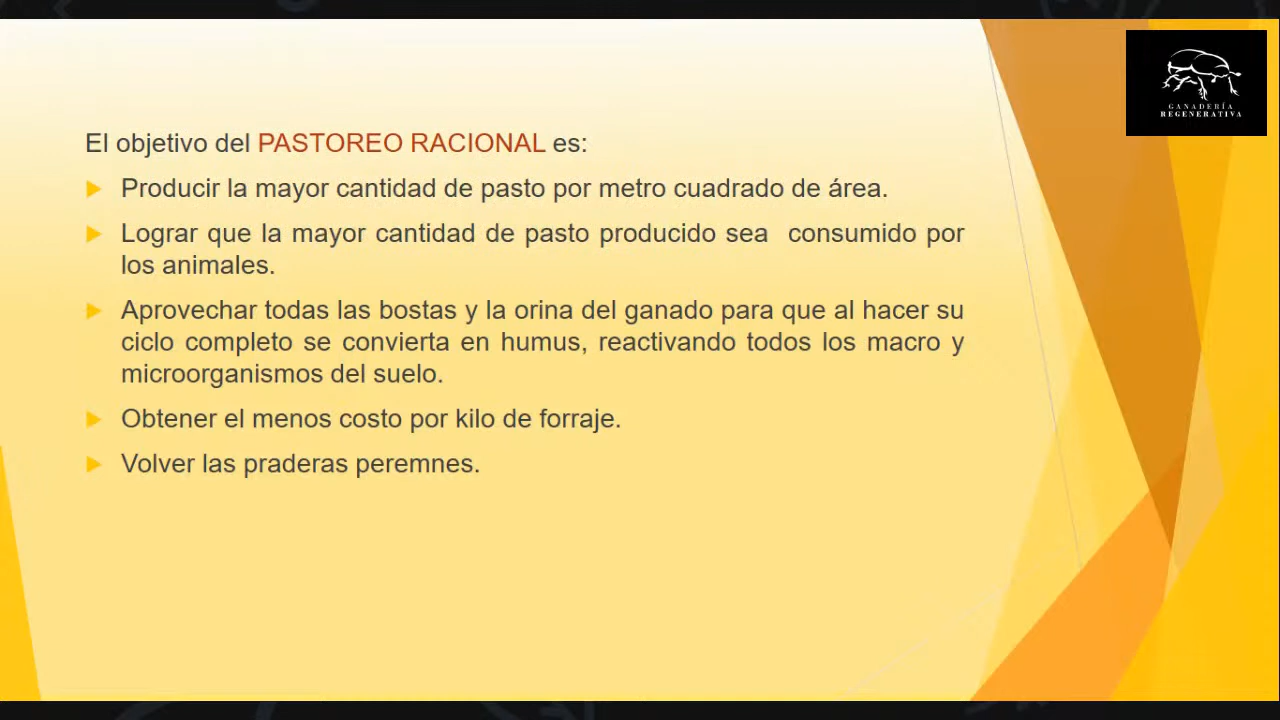 GANADERÍA
REGENERATIVA
El objetivo del PASTOREO RACIONAL es:
Producir la mayor cantidad de pasto por metro cuadrado de área.
Lograr que la mayor cantidad de pasto producido sea consumido por
los animales.
Aprovechar todas las bostas y la orina del ganado para que al hacer su
ciclo completo se convierta en humus, reactivando todos los macro y
microorganismos del suelo.
Obtener el menos costo por kilo de forraje.
Volver las praderas peremnes.